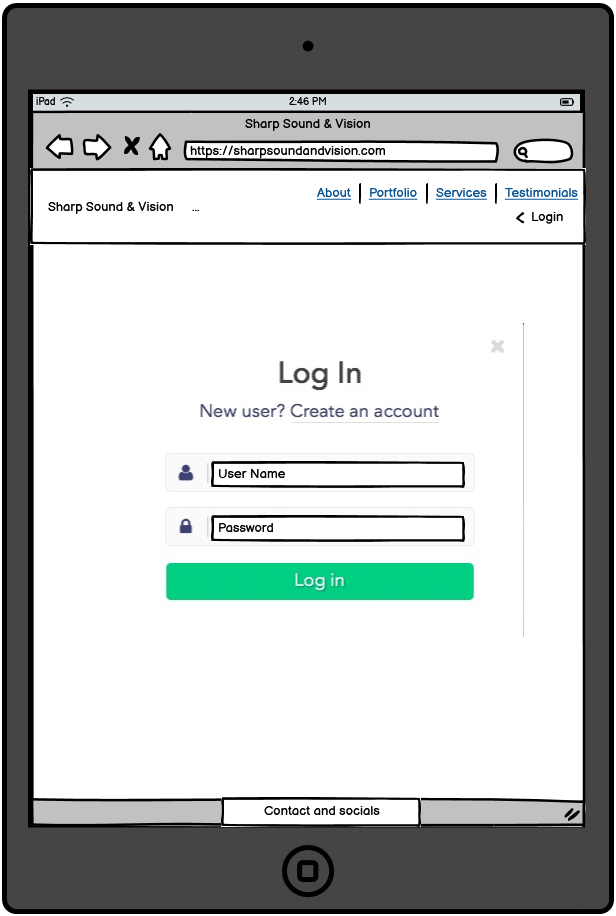 iPad 2:46 PM
Sharp Sound & Vision
https://sharpsoundandvision.com
About Portfolio Services Testimonials
Sharp Sound & Vision ...
Login
Log In
New user? Create an account
User Name
Password
Log in
Contact and socials